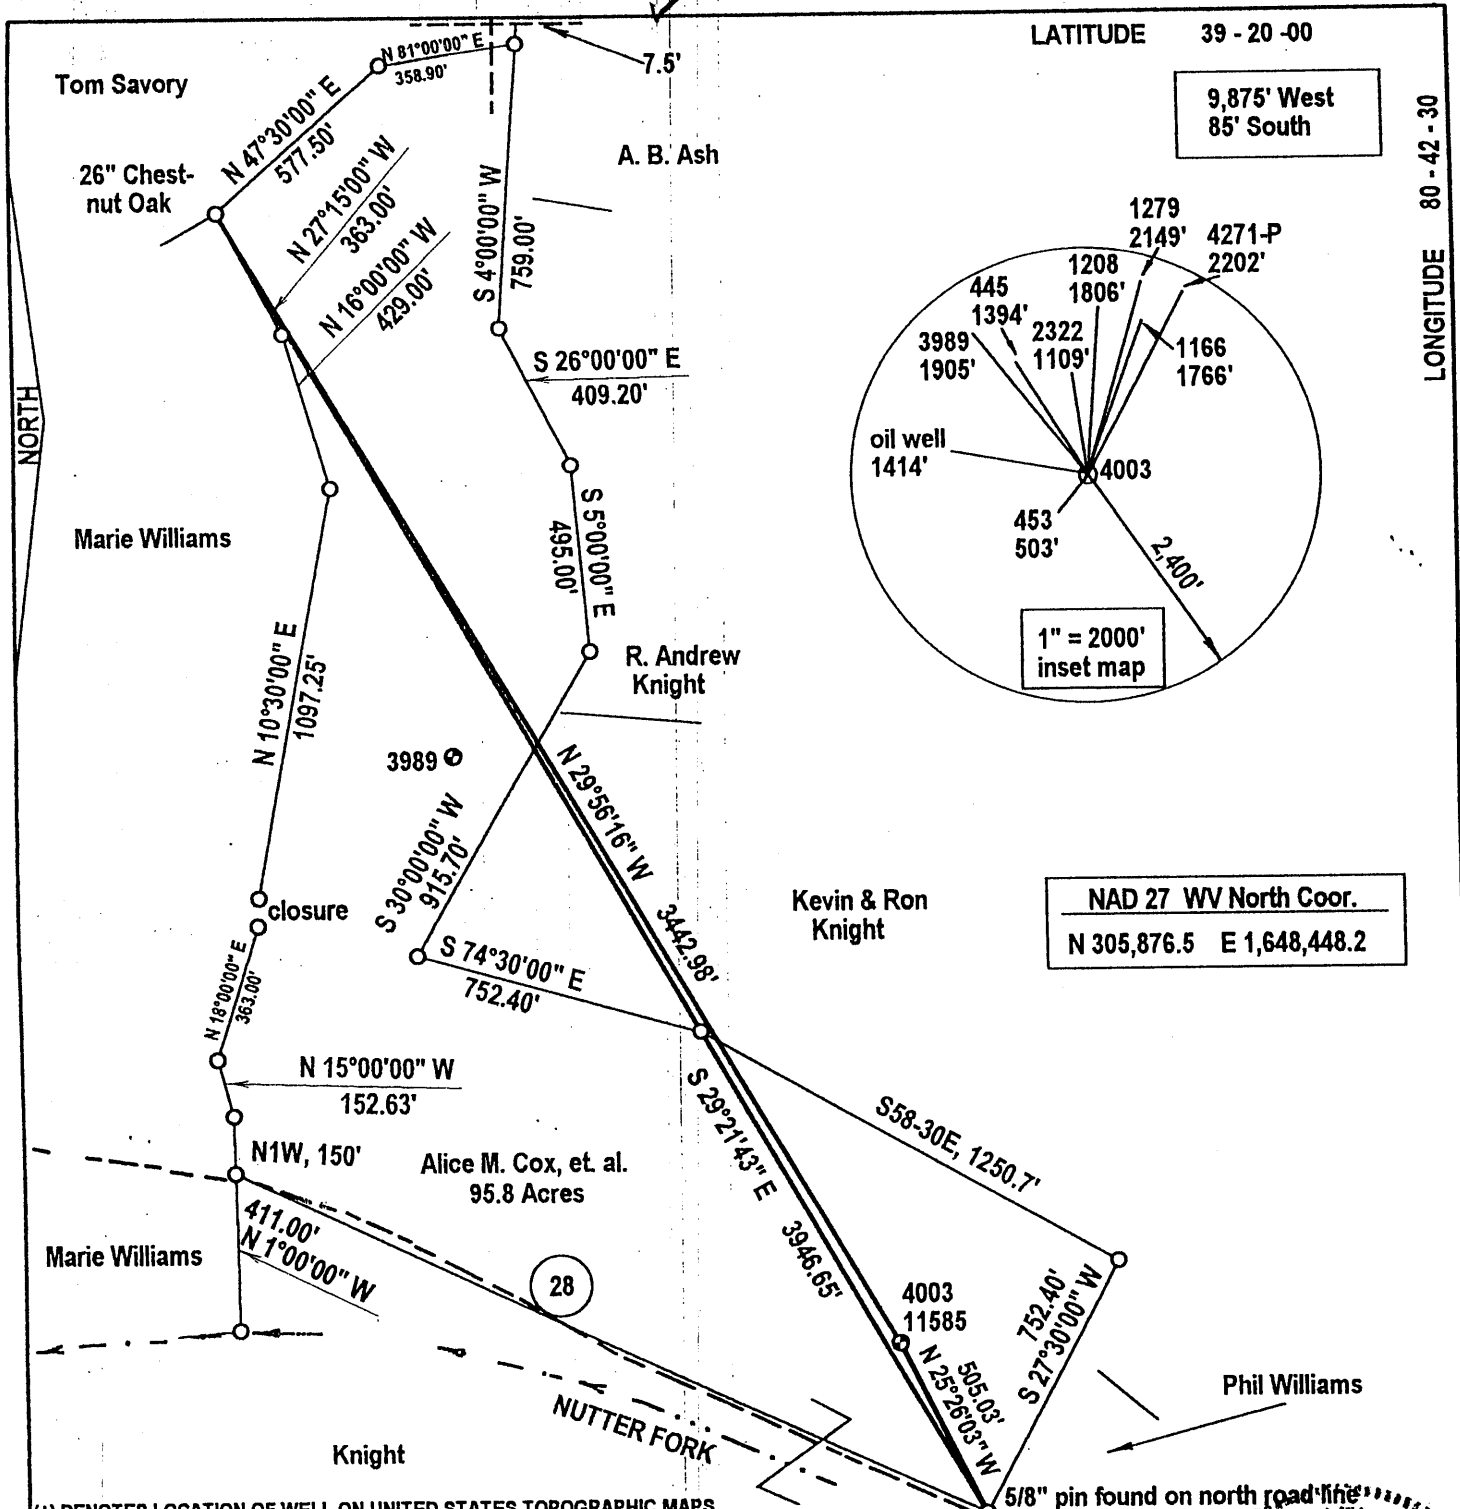 LATITUDE 39 - 20 -00
7.5'
N 81°00'00" E
358.90'
Tom Savory
9,875' West
85' South
LONGITUDE 80 - 42 - 30
N 47°30'00" E
577.50'
A. B. Ash
26" Chest-
nut Oak
N 27°15'00" W
363.00'
N 16°00'00" W
429.00'
S 4°00'00" W
759.00'
1279
2149'
4271-P
2202'
1208
1806'
445
1394'
2322
1109'
3989
1905'
1166
1766'
S 26°00'00" E
409.20'
NORTH
oil well
1414'
4003
453
503'
2,400'
S 5°00'00" E
495.00'
Marie Williams
1" = 2000'
inset map
N 10°30'00" E
1097.25'
R. Andrew
Knight
3989
N 29°56'16" W
3442.98'
S 30°00'00" W
915.70'
Kevin & Ron
Knight
NAD 27 WV North Coor.
N 305,876.5 E 1,648,448.2
closure
S 74°30'00" E
752.40'
N 18°00'00" E
363.00'
N 15°00'00" W
152.63'
S 29°21'43" E
3946.65'
S58-30E, 1250.7'
N1W, 150'
Alice M. Cox, et. al.
95.8 Acres
411.00'
N 1°00'00" W
Marie Williams
28
4003
11585
752.40'
S 27°30'00" W
505.03'
N 25°26'03" W
Phil Williams
NUTTER FORK
Knight
5/8" pin found on north road line
(+) DENOTES LOCATION OF WELL ON UNITED STATES TOPOGRAPHIC MAPS